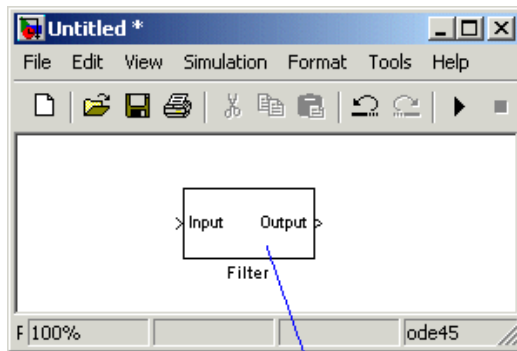 Untitled *
File Edit View Simulation Format Tools Help
Input Output
Filter
F 100% ode45